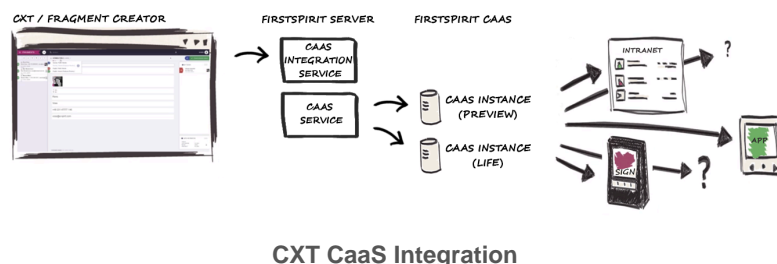 CXT / FRAGMENT CREATOR
FIRSTSPIRIT SERVER
FIRSTSPIRIT CAAS
CAAS
INTEGRATION
SERVICE
CAAS
SERVICE
CAAS INSTANCE
(PREVIEW)
CAAS INSTANCE
(LIFE)
INTRANET
?
APP
SIGN
?
CXT CaaS Integration